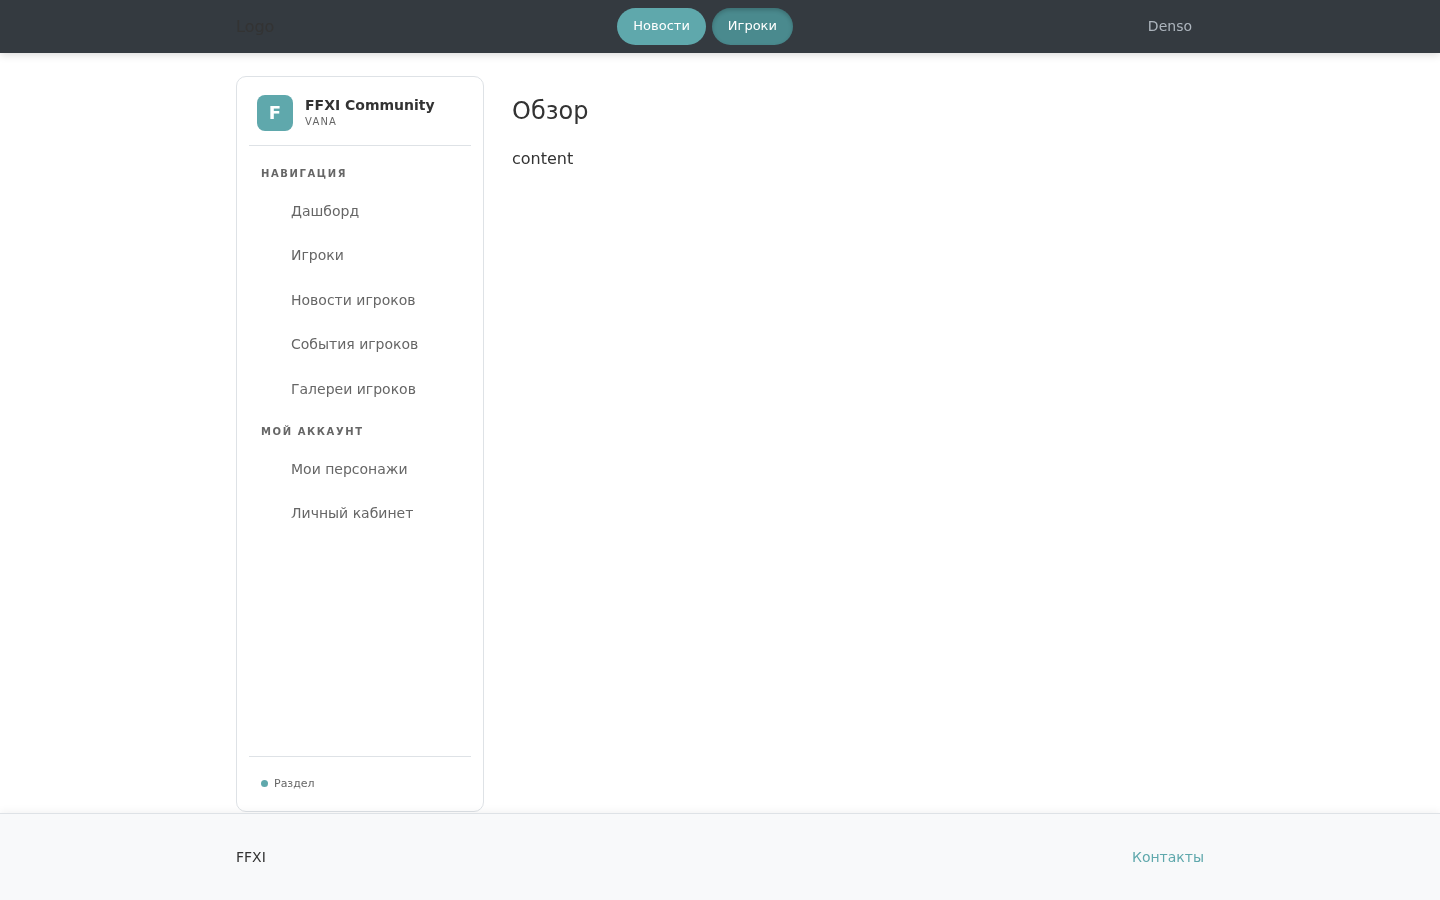 Logo
Новости
Игроки
Denso
F
FFXI Community
VANA
НАВИГАЦИЯ
Дашборд
Игроки
Новости игроков
События игроков
Галереи игроков
МОЙ АККАУНТ
Мои персонажи
Личный кабинет
Раздел
Обзор
content
FFXI
Контакты